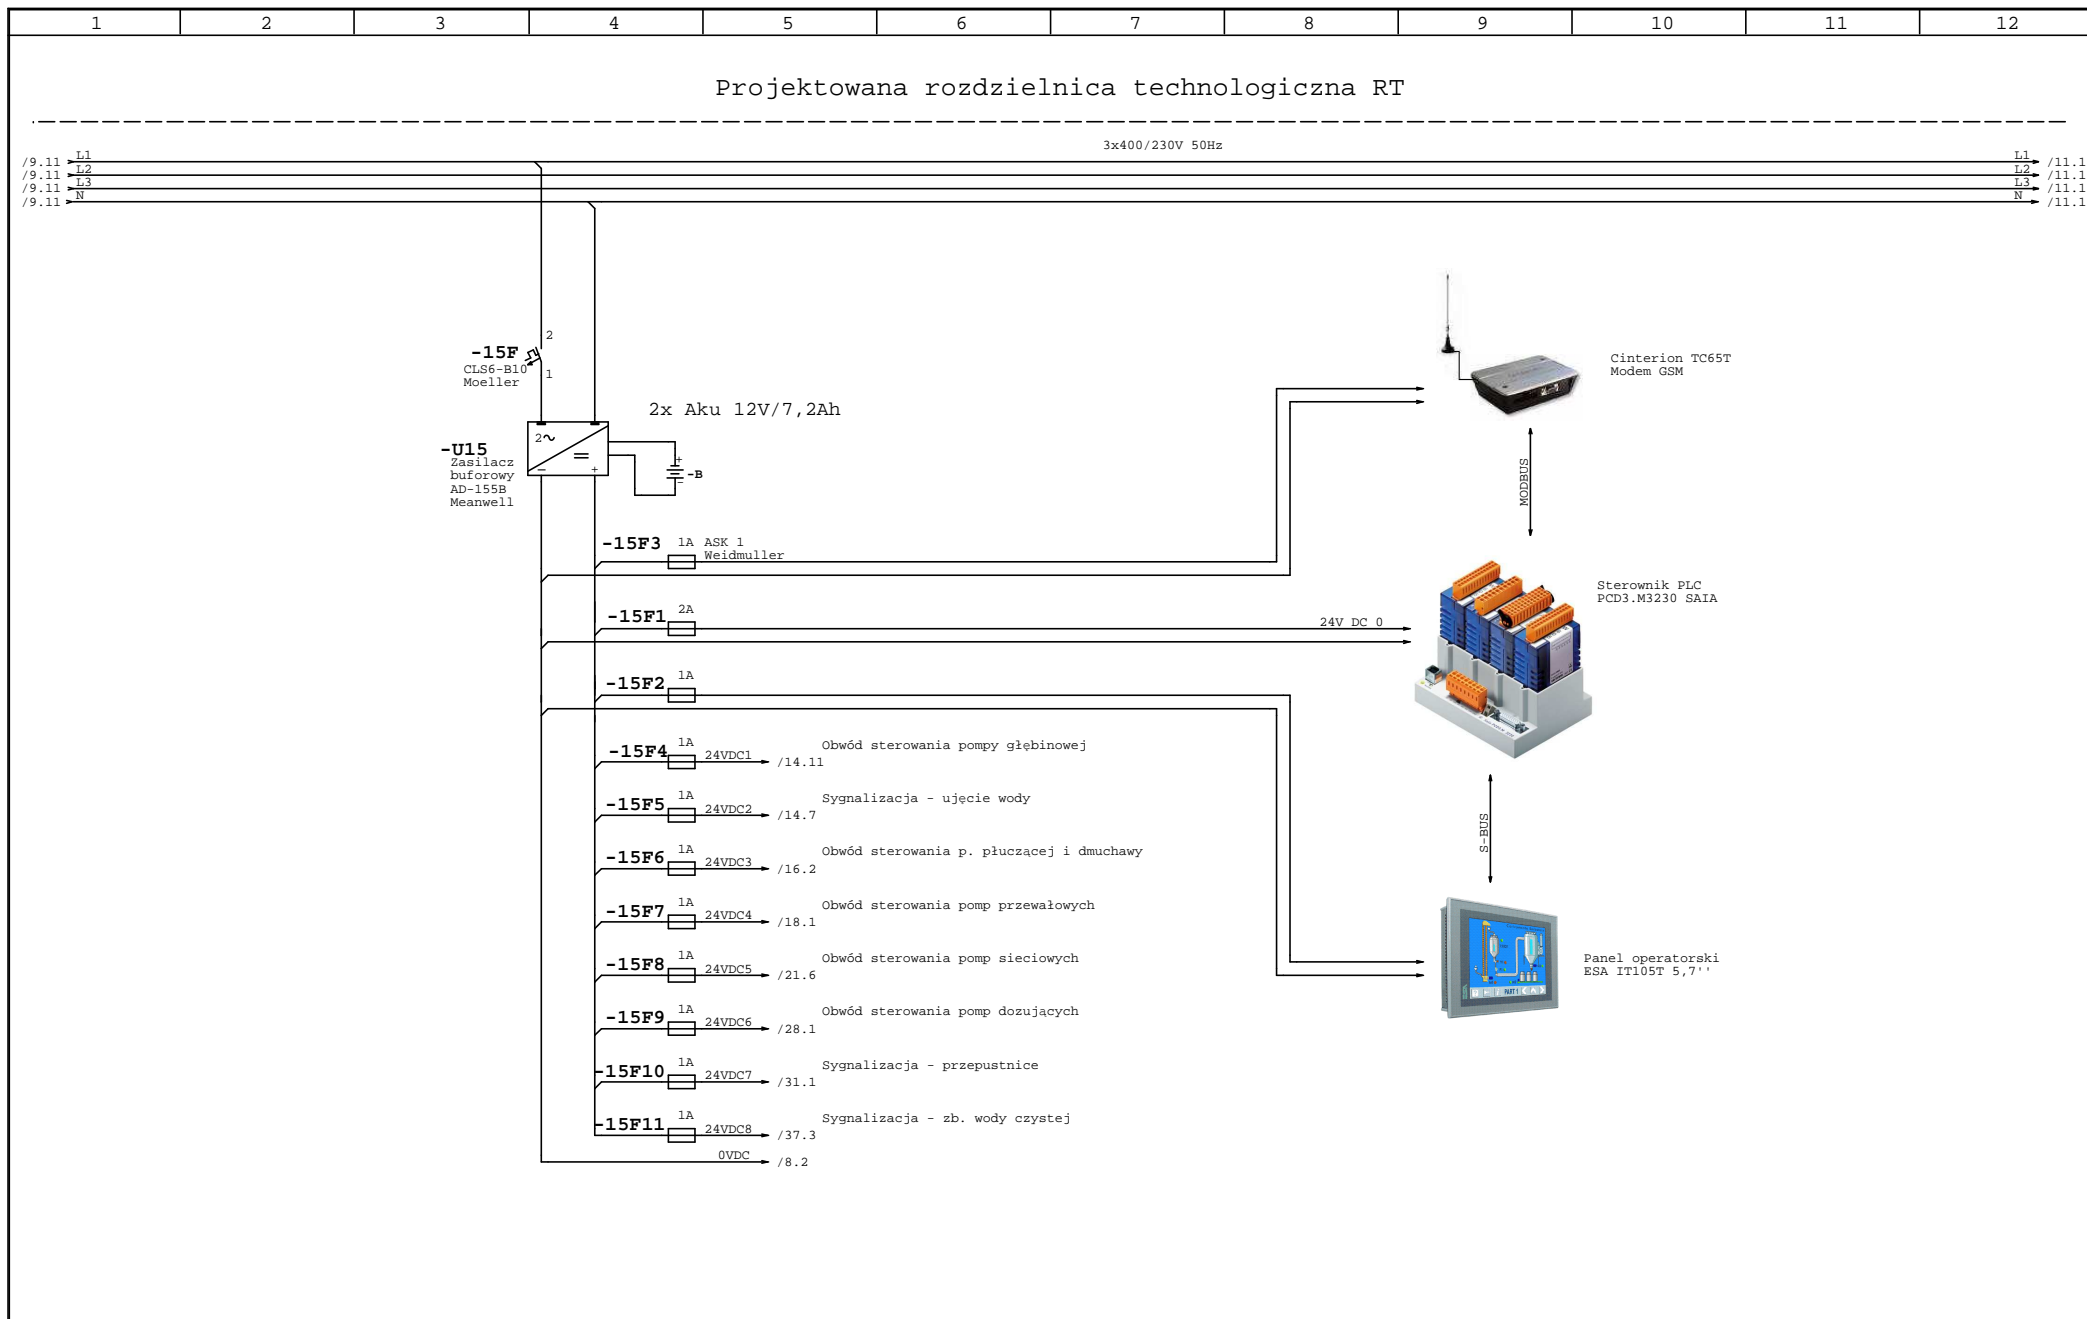 1 2 3 4 5 6 7 8 9 10 11 12
Projektowana rozdzielnica technologiczna RT
3x400/230V 50Hz
/9.11 L1 L1 /11.1
/9.11 L2 L2 /11.1
/9.11 L3 L3 /11.1
/9.11 N N /11.1
2
-15F
CLS6-B10
Moeller
1
Cinterion TC65T
Modem GSM
2x Aku 12V/7,2Ah
2
-U15
Zasilacz
buforowy
AD-155B
Meanwell
- +
+
-B
-
MODBUS
-15F3 1A ASK 1
Weidmuller
Sterownik PLC
PCD3.M3230 SAIA
-15F1 2A
24V DC 0
-15F2 1A
-15F4 1A 24VDC1 /14.11 Obwód sterowania pompy głębinowej
-15F5 1A 24VDC2 /14.7 Sygnalizacja - ujęcie wody
-15F6 1A 24VDC3 /16.2 Obwód sterowania p. płuczącej i dmuchawy
S-BUS
-15F7 1A 24VDC4 /18.1 Obwód sterowania pomp przewałowych
-15F8 1A 24VDC5 /21.6 Obwód sterowania pomp sieciowych
Panel operatorski
ESA IT105T 5,7''
PART 1
-15F9 1A 24VDC6 /28.1 Obwód sterowania pomp dozujących
-15F10 1A 24VDC7 /31.1 Sygnalizacja - przepustnice
-15F11 1A 24VDC8 /37.3 Sygnalizacja - zb. wody czystej
0VDC /8.2